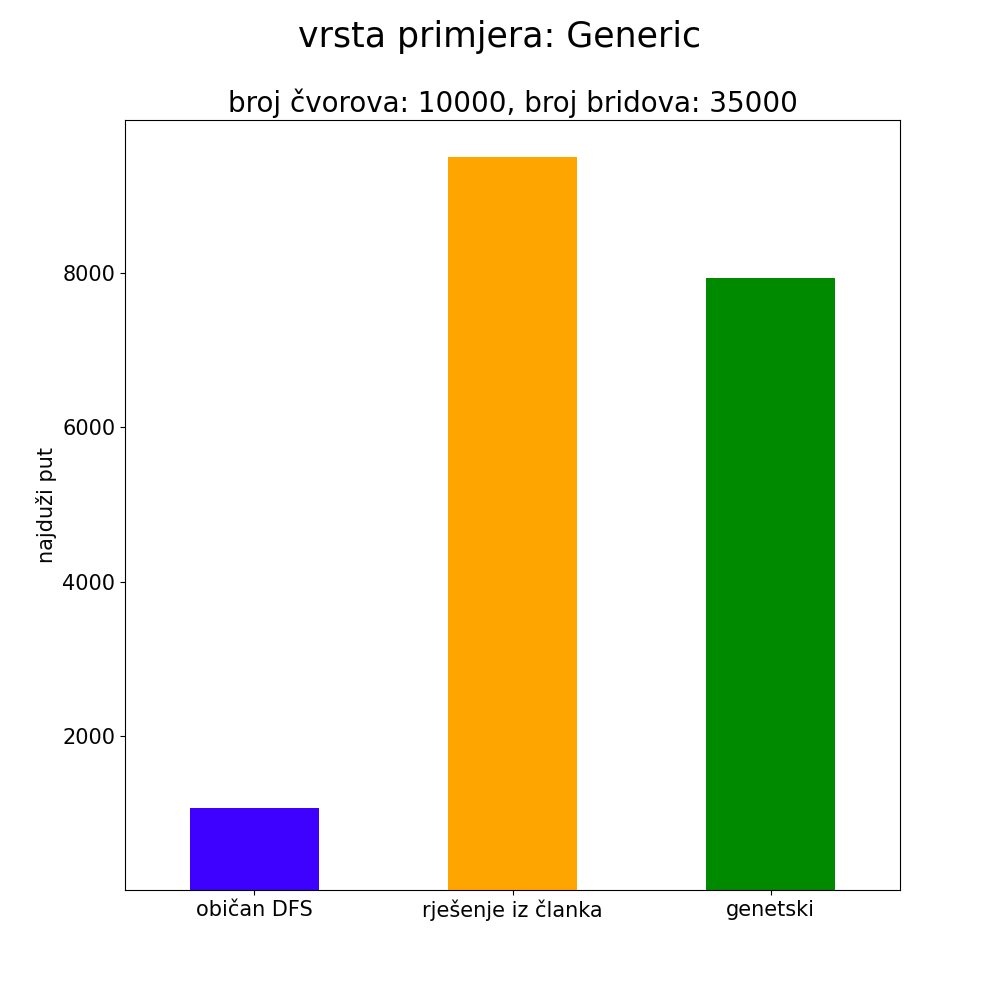 vrsta primjera: Generic
broj čvorova: 10000, broj bridova: 35000
najduži put
8000
6000
4000
2000
običan DFS
rješenje iz članka
genetski